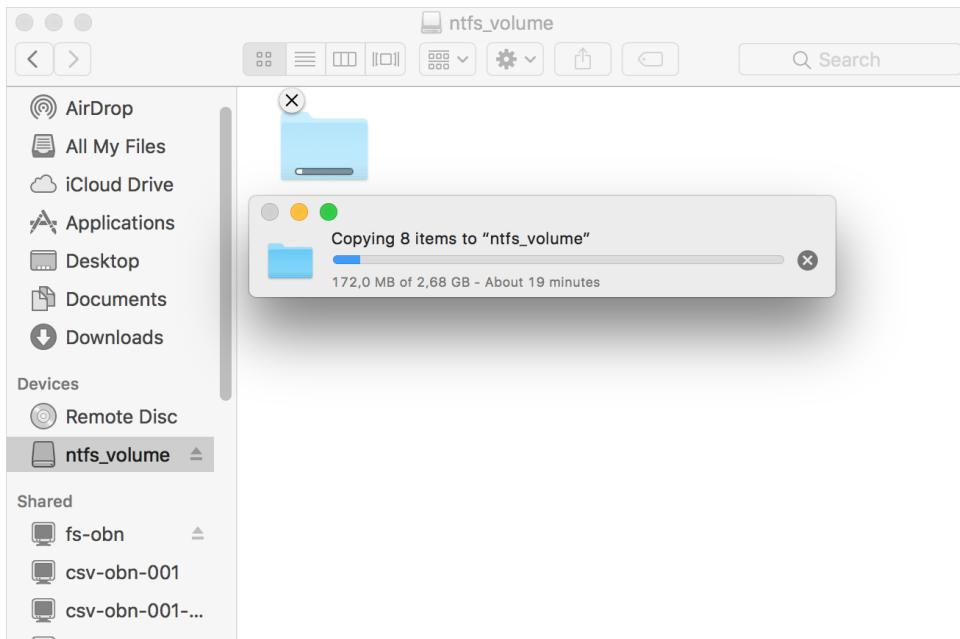 ntfs_volume
Search
AirDrop
All My Files
iCloud Drive
Applications
Desktop
Documents
Downloads
Devices
Remote Disc
ntfs_volume
Shared
fs-obn
csv-obn-001
csv-obn-001-...
Copying 8 items to “ntfs_volume”
172,0 MB of 2,68 GB - About 19 minutes